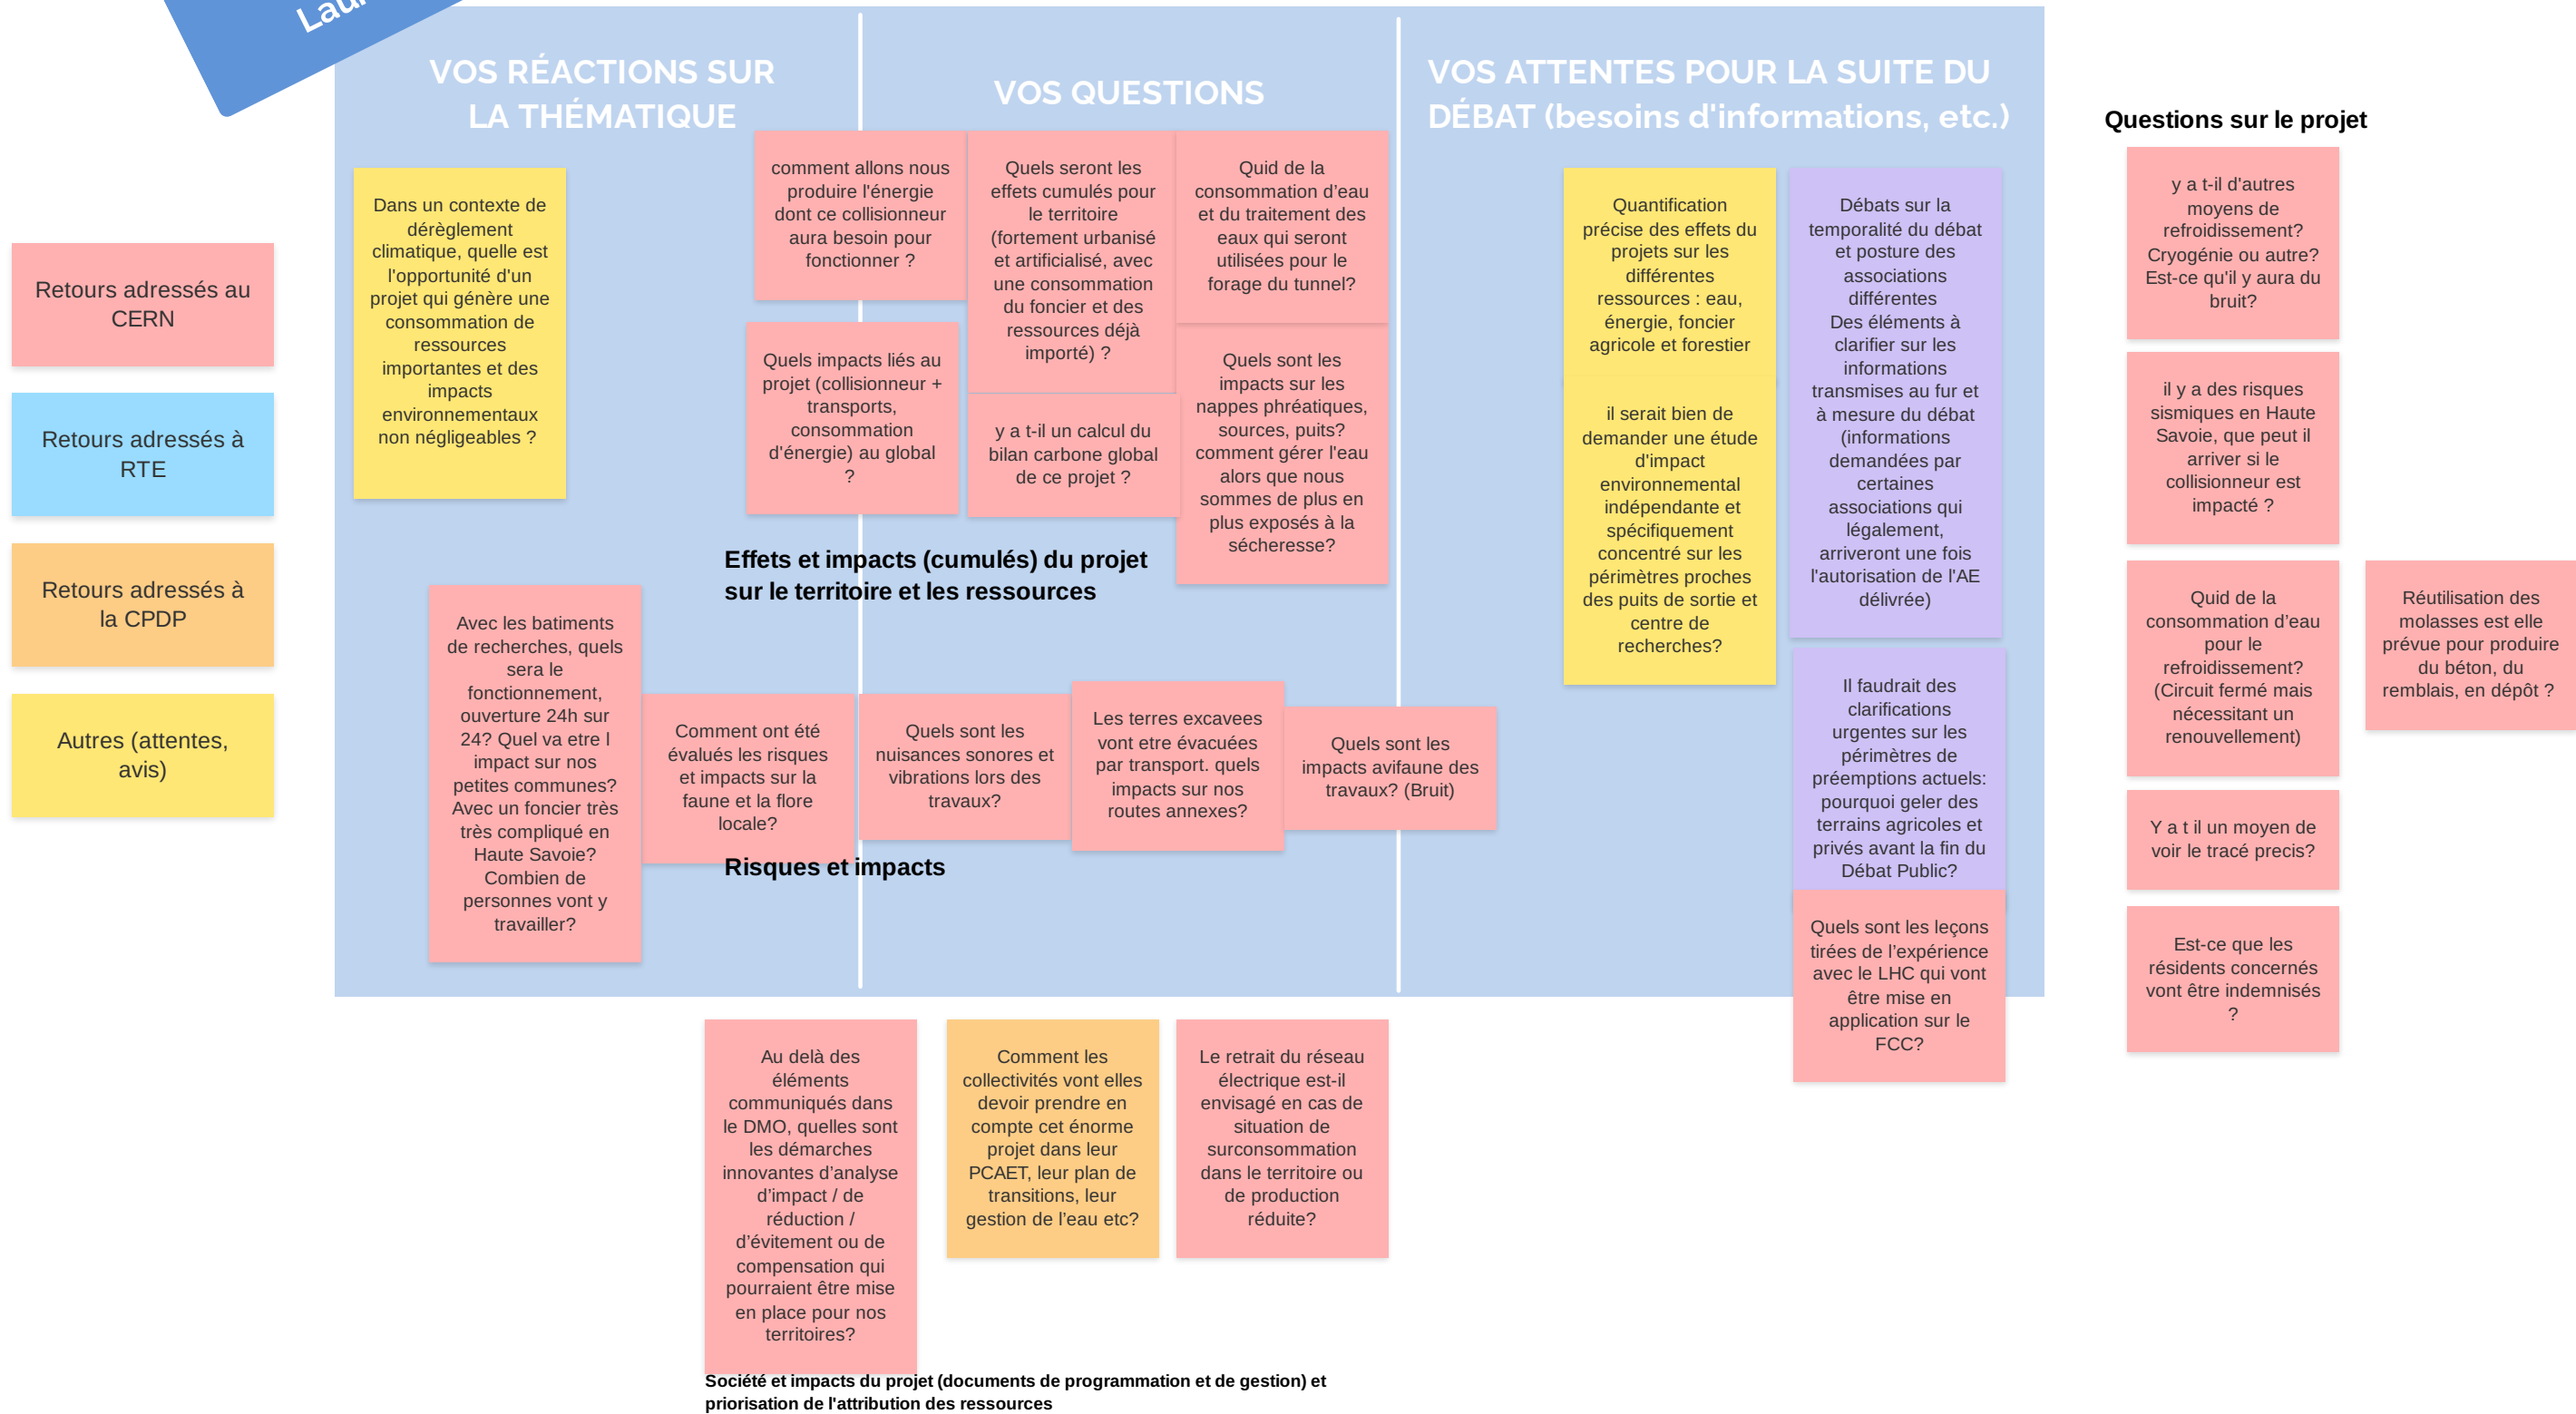 VOS RÉACTIONS SUR
LA THÉMATIQUE
VOS QUESTIONS
VOS ATTENTES POUR LA SUITE DU
DÉBAT (besoins d'informations, etc.)
Questions sur le projet
Retours adressés au
CERN
Retours adressés à
RTE
Retours adressés à
la CPDP
Autres (attentes,
avis)
Dans un contexte de
dérèglement
climatique, quelle est
l'opportunité d'un
projet qui génère une
consommation de
ressources
importantes et des
impacts
environnementaux
non négligeables ?
comment allons nous
produire l'énergie
dont ce collisionneur
aura besoin pour
fonctionner ?
Quels seront les
effets cumulés pour
le territoire
(fortement urbanisé
et artificialisé, avec
une consommation
du foncier et des
ressources déjà
importé) ?
Quid de la
consommation d’eau
et du traitement des
eaux qui seront
utilisées pour le
forage du tunnel?
Quels impacts liés au
projet (collisionneur +
transports,
consommation
d'énergie) au global
?
y a t-il un calcul du
bilan carbone global
de ce projet ?
Quels sont les
impacts sur les
nappes phréatiques,
sources, puits?
comment gérer l'eau
alors que nous
sommes de plus en
plus exposés à la
sécheresse?
Effets et impacts (cumulés) du projet
sur le territoire et les ressources
Avec les batiments
de recherches, quels
sera le
fonctionnement,
ouverture 24h sur
24? Quel va etre l
impact sur nos
petites communes?
Avec un foncier très
très compliqué en
Haute Savoie?
Combien de
personnes vont y
travailler?
Comment ont été
évalués les risques
et impacts sur la
faune et la flore
locale?
Quels sont les
nuisances sonores et
vibrations lors des
travaux?
Les terres excavees
vont etre évacuées
par transport. quels
impacts sur nos
routes annexes?
Quels sont les
impacts avifaune des
travaux? (Bruit)
Risques et impacts
Quantification
précise des effets du
projets sur les
différentes
ressources : eau,
énergie, foncier
agricole et forestier
il serait bien de
demander une étude
d'impact
environnemental
indépendante et
spécifiquement
concentré sur les
périmètres proches
des puits de sortie et
centre de
recherches?
Débats sur la
temporalité du débat
et posture des
associations
différentes
Des éléments à
clarifier sur les
informations
transmises au fur et
à mesure du débat
(informations
demandées par
certaines
associations qui
légalement,
arriveront une fois
l'autorisation de l'AE
délivrée)
Il faudrait des
clarifications
urgentes sur les
périmètres de
préemptions actuels:
pourquoi geler des
terrains agricoles et
privés avant la fin du
Débat Public?
Quels sont les leçons
tirées de l’expérience
avec le LHC qui vont
être mise en
application sur le
FCC?
y a t-il d'autres
moyens de
refroidissement?
Cryogénie ou autre?
Est-ce qu'il y aura du
bruit?
il y a des risques
sismiques en Haute
Savoie, que peut il
arriver si le
collisionneur est
impacté ?
Quid de la
consommation d’eau
pour le
refroidissement?
(Circuit fermé mais
nécessitant un
renouvellement)
Réutilisation des
molasses est elle
prévue pour produire
du béton, du
remblais, en dépôt ?
Y a t il un moyen de
voir le tracé precis?
Est-ce que les
résidents concernés
vont être indemnisés
?
Au delà des
éléments
communiqués dans
le DMO, quelles sont
les démarches
innovantes d’analyse
d’impact / de
réduction /
d’évitement ou de
compensation qui
pourraient être mise
en place pour nos
territoires?
Comment les
collectivités vont elles
devoir prendre en
compte cet énorme
projet dans leur
PCAET, leur plan de
transitions, leur
gestion de l’eau etc?
Le retrait du réseau
électrique est-il
envisagé en cas de
situation de
surconsommation
dans le territoire ou
de production
réduite?
Société et impacts du projet (documents de programmation et de gestion) et
priorisation de l'attribution des ressources